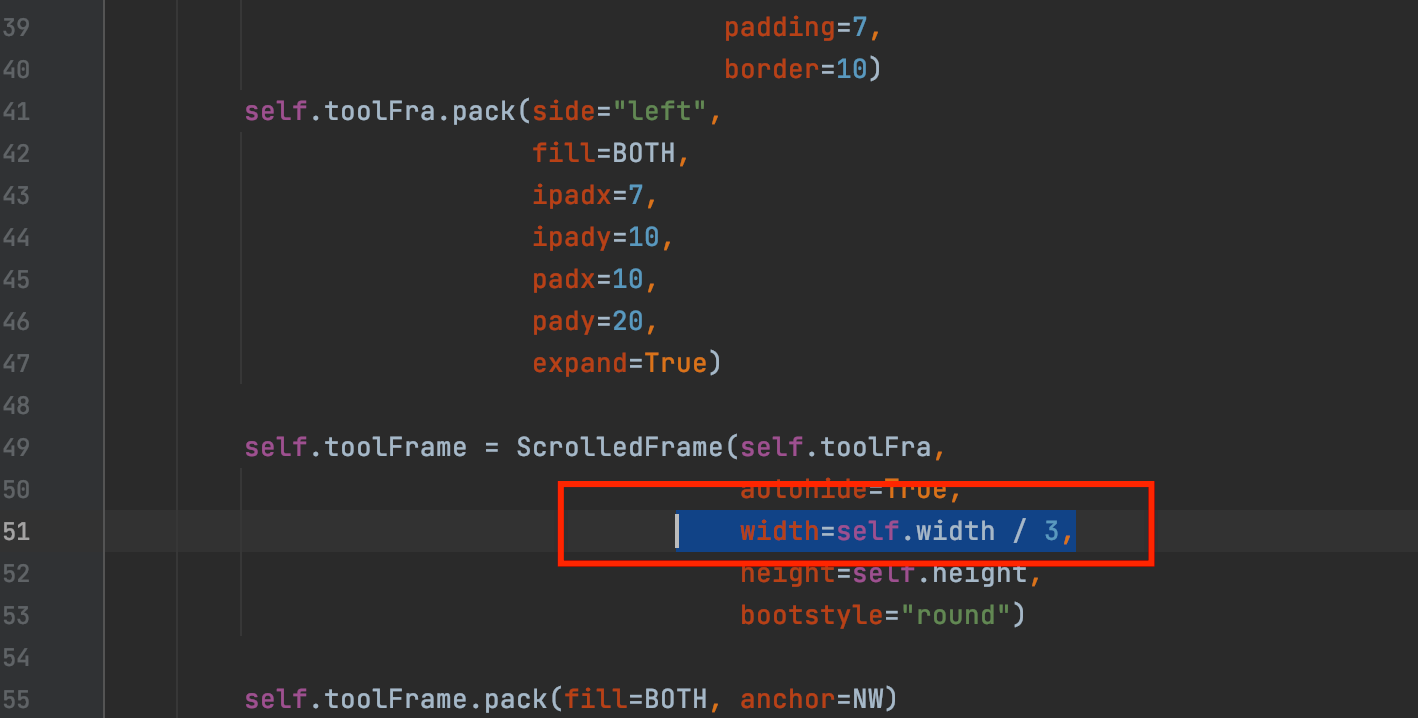 39 padding=7,
40 border=10)
41 self.toolFra.pack(side="left",
42 fill=BOTH,
43 ipadx=7,
44 ipady=10,
45 padx=10,
46 pady=20,
47 expand=True)
48
49 self.toolFrame = ScrolledFrame(self.toolFra,
50 autohide=True,
51 width=self.width / 3,
52 height=self.height,
53 bootstyle="round")
54
55 self.toolFrame.pack(fill=BOTH, anchor=NW)